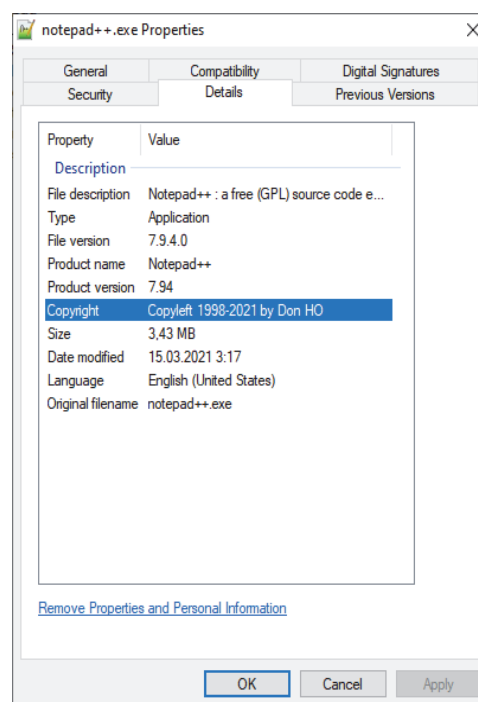 notepad++.exe Properties
General Compatibility Digital Signatures
Security Details Previous Versions
Property Value
Description
File description Notepad++ : a free (GPL) source code e...
Type Application
File version 7.9.4.0
Product name Notepad++
Product version 7.94
Copyright Copyleft 1998-2021 by Don HO
Size 3,43 MB
Date modified 15.03.2021 3:17
Language English (United States)
Original filename notepad++.exe
Remove Properties and Personal Information
OK Cancel Apply